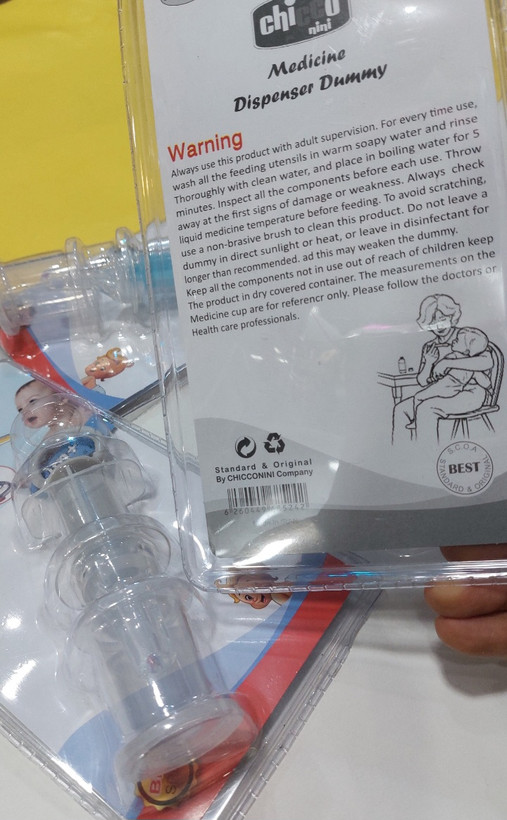 chicco
nini
Medicine
Dispenser Dummy
Warning
Always use this product with adult supervision. For every time use,
wash all the feeding utensils in warm soapy water and rinse
Thoroughly with clean water, and place in boiling water for 5
minutes. Inspect all the components before each use. Throw
away at the first signs of damage or weakness. Always check
liquid medicine temperature before feeding. To avoid scratching,
use a non-brasive brush to clean this product. Do not leave a
dummy in direct sunlight or heat, or leave in disinfectant for
longer than recommended. ad this may weaken the dummy.
Keep all the components not in use out of reach of children keep
The product in dry covered container. The measurements on the
Medicine cup are for referencr only. Please follow the doctors or
Health care professionals.
Standard & Original
By CHICCONINI Company
S.C.O.A.
BEST
STANDARD & ORIGINAL